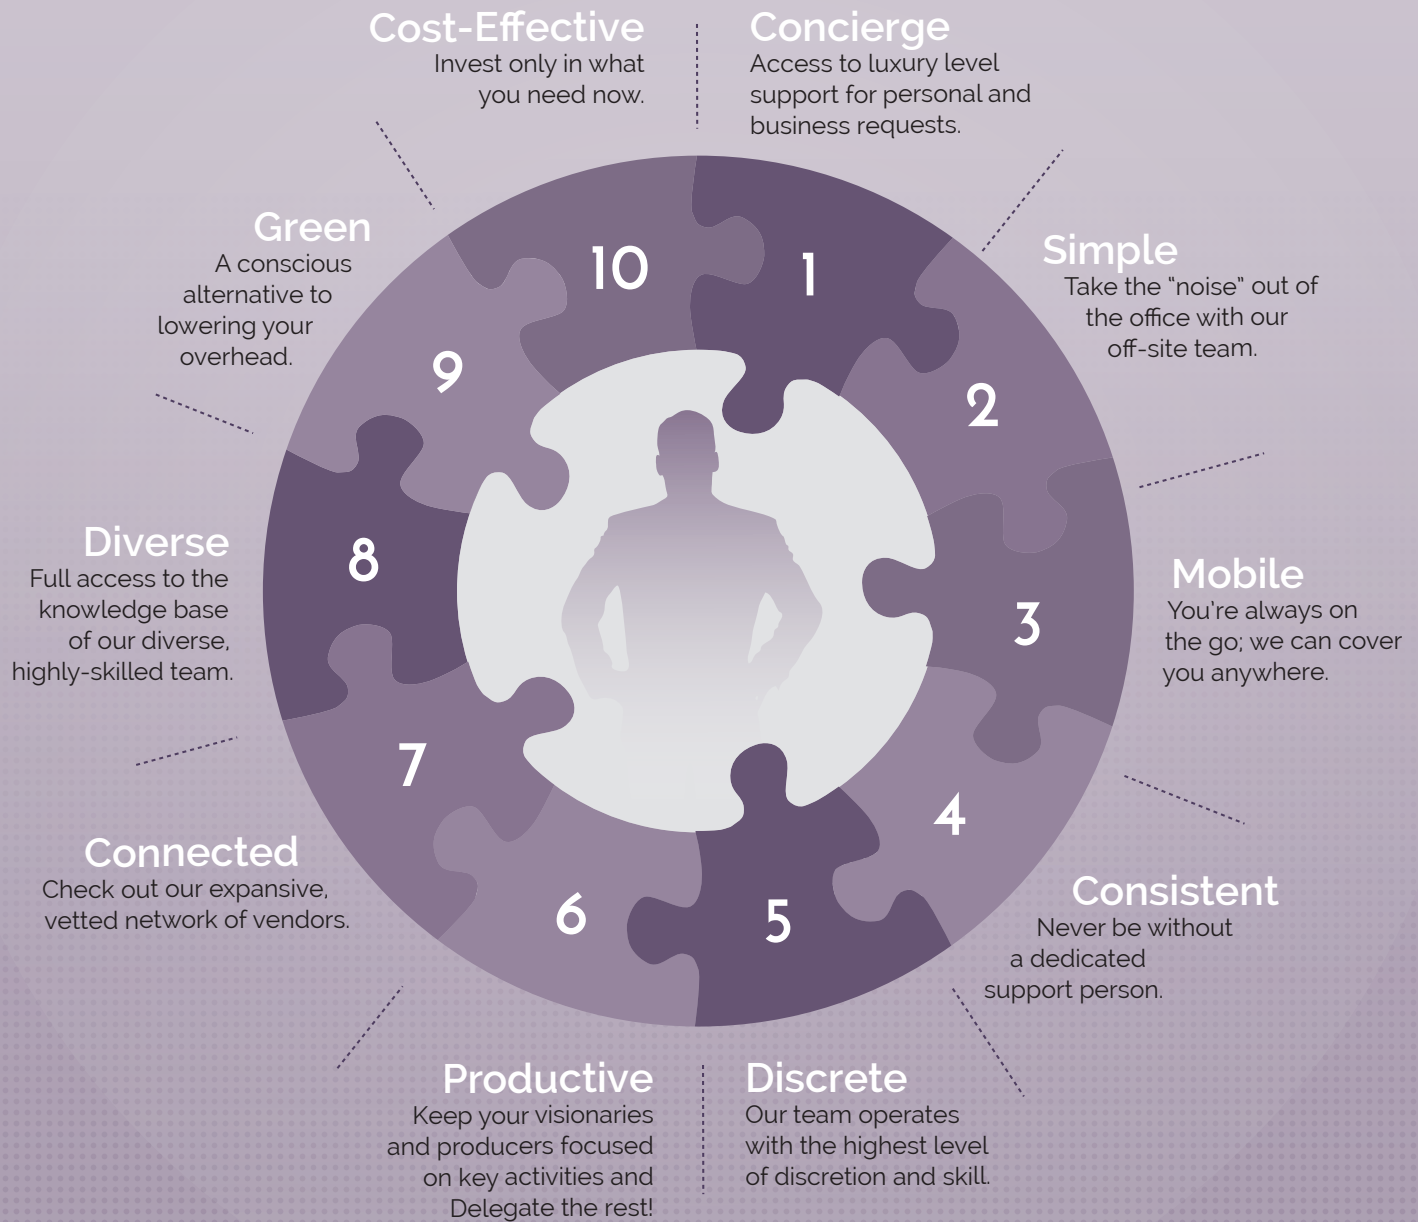 Cost-Effective
Invest only in what
you need now.
Concierge
Access to luxury level
support for personal and
business requests.
Green
A conscious
alternative to
lowering your
overhead.
Simple
Take the “noise” out of
the office with our
off-site team.
10
1
9
2
Diverse
Full access to the
knowledge base
of our diverse,
highly-skilled team.
8
3
Mobile
You're always on
the go; we can cover
you anywhere.
7
4
Connected
Check out our expansive,
vetted network of vendors.
6
5
Consistent
Never be without
a dedicated
support person.
Productive
Keep your visionaries
and producers focused
on key activities and
Delegate the rest!
Discrete
Our team operates
with the highest level
of discretion and skill.